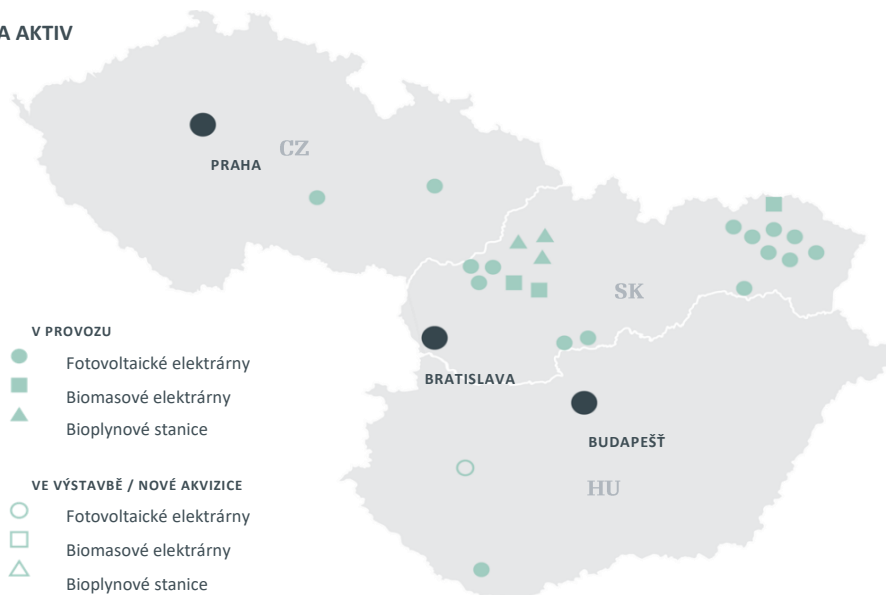 A AKTIV
CZ
PRAHA
SK
BRATISLAVA
BUDAPEŠŤ
HU
V PROVOZU
Fotovoltaické elektrárny
Biomasové elektrárny
Bioplynové stanice
VE VÝSTAVBĚ / NOVÉ AKVIZICE
Fotovoltaické elektrárny
Biomasové elektrárny
Bioplynové stanice